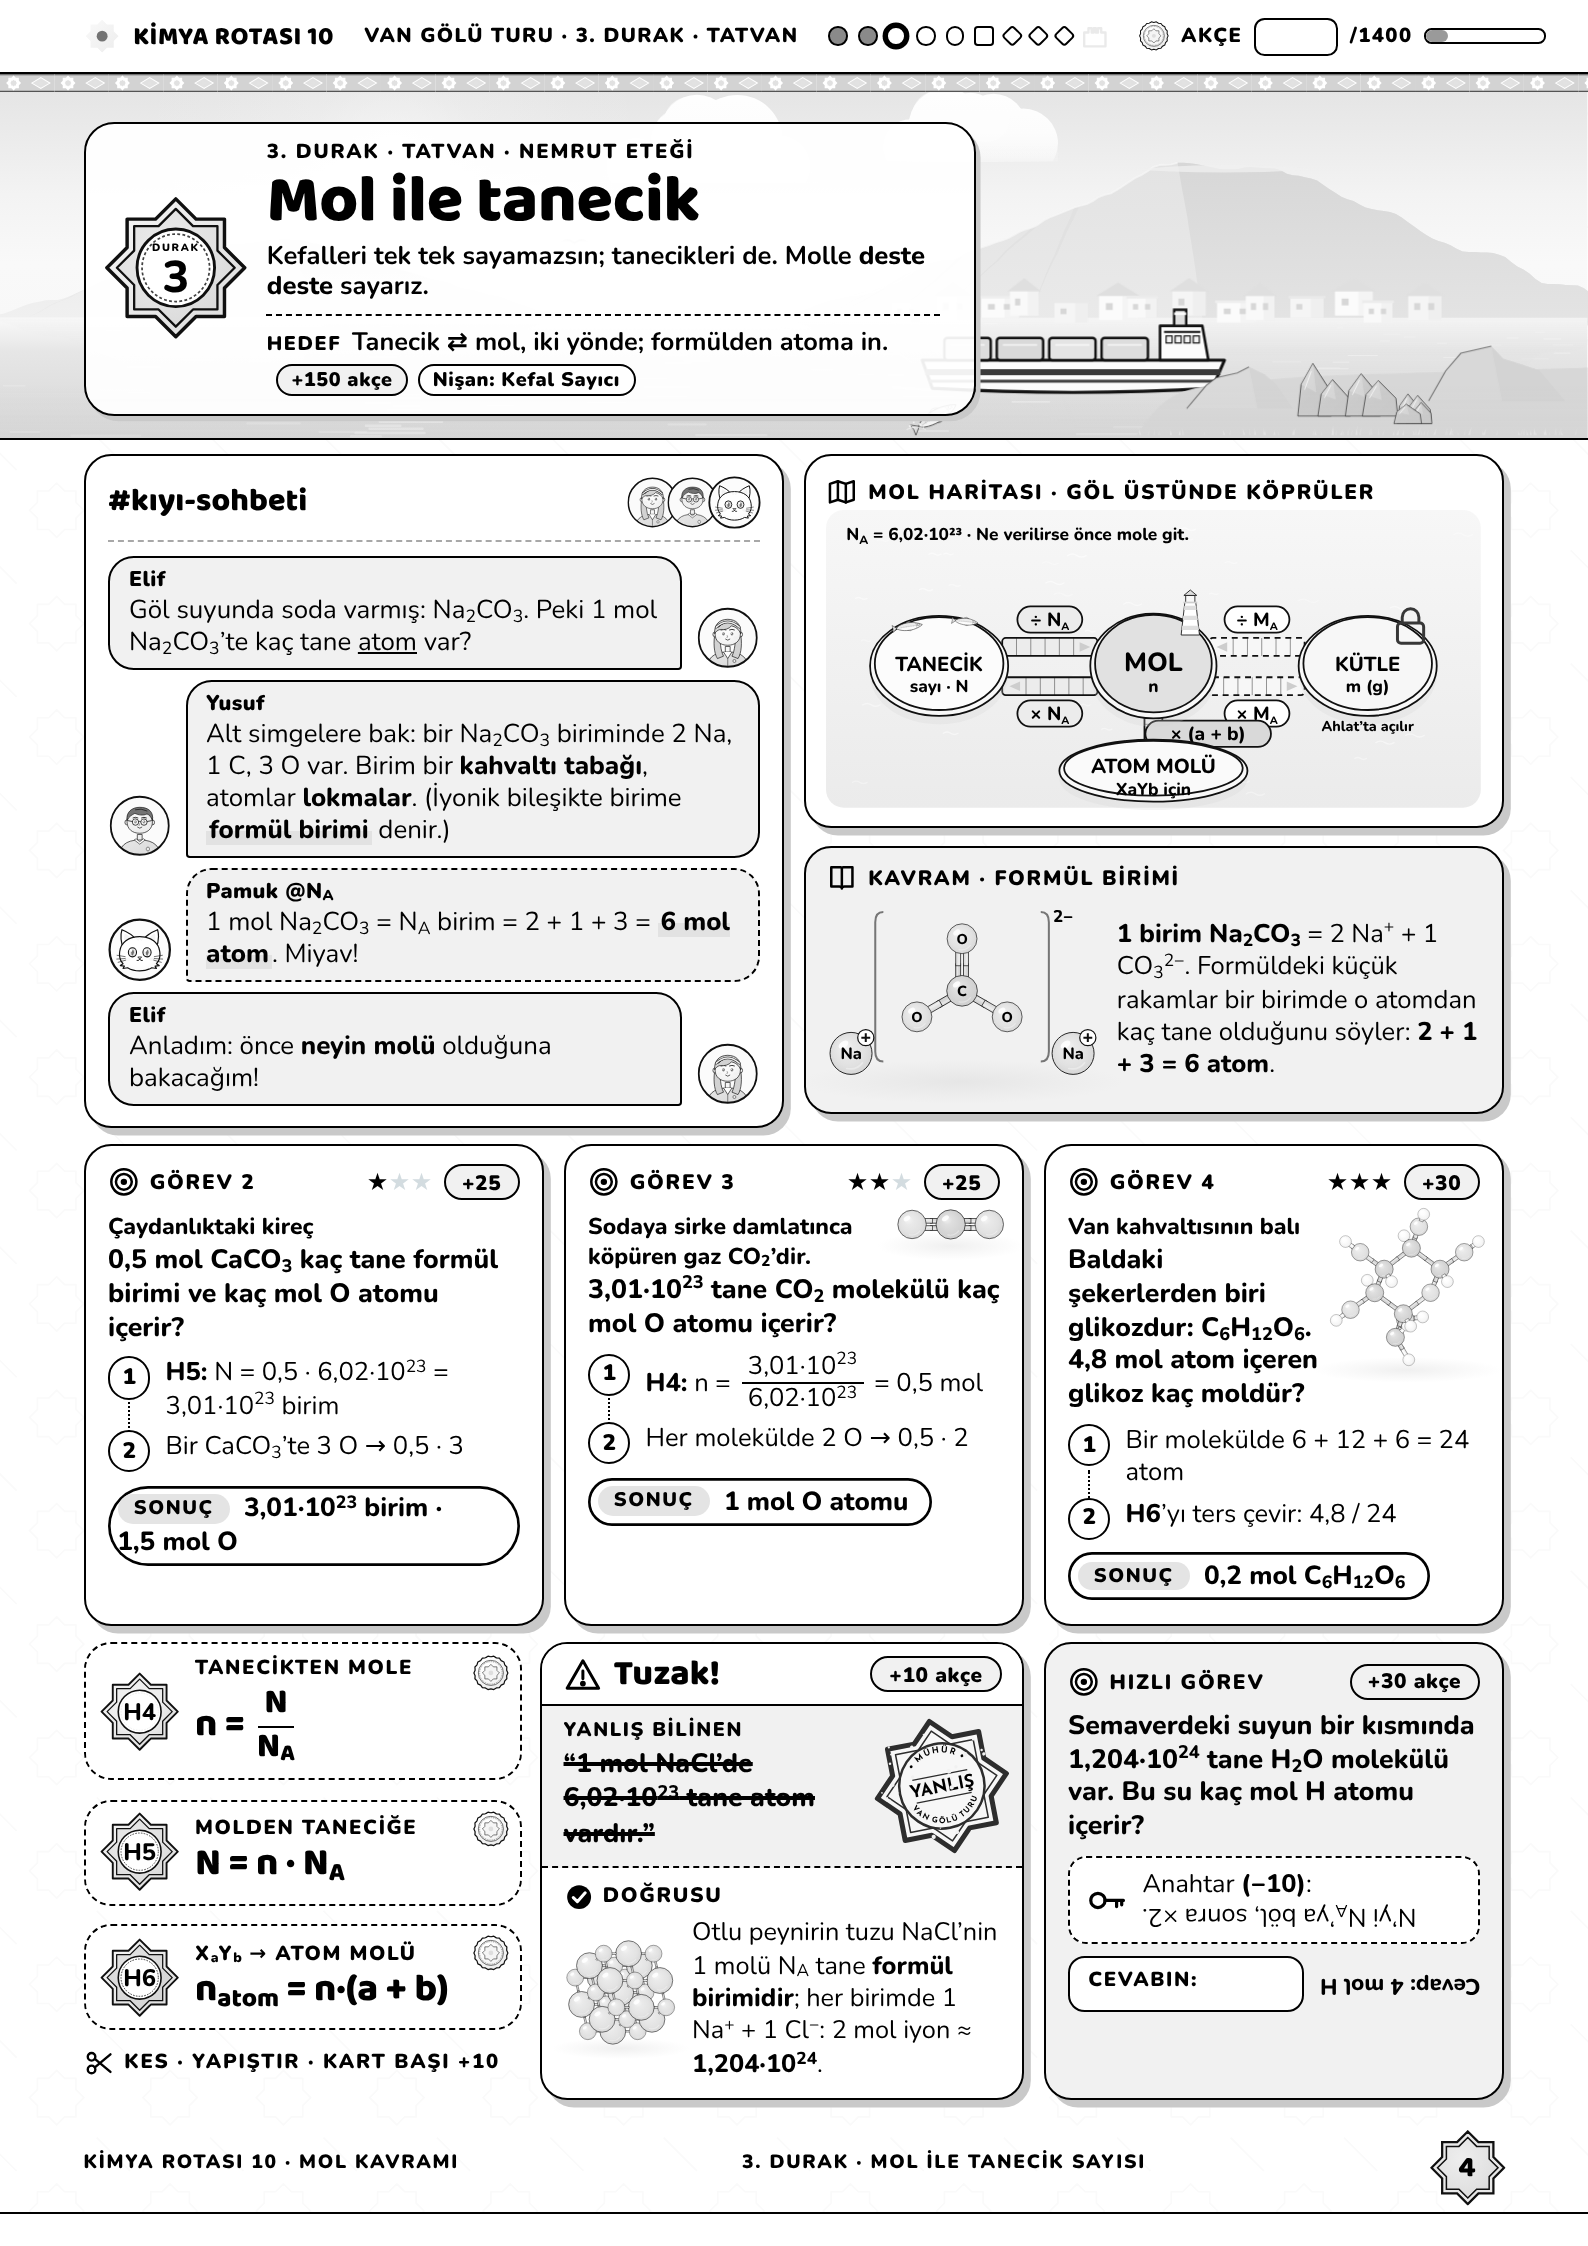 KİMYA ROTASI 10 VAN GÖLÜ TURU · 3. DURAK · TATVAN AKÇE /1400
3. DURAK · TATVAN · NEMRUT ETEĞİ
Mol ile tanecik
DURAK
3
Kefalleri tek tek sayamazsın; tanecikleri de. Molle deste
deste sayarız.
HEDEF Tanecik ⇄ mol, iki yönde; formülden atoma in.
+150 akçe Nişan: Kefal Sayıcı
#kıyı-sohbeti
Elif
Göl suyunda soda varmış: Na₂CO₃. Peki 1 mol
Na₂CO₃’te kaç tane atom var?
Yusuf
Alt simgelere bak: bir Na₂CO₃ biriminde 2 Na,
1 C, 3 O var. Birim bir kahvaltı tabağı,
atomlar lokmalar. (İyonik bileşikte birime
formül birimi denir.)
Pamuk @N_A
1 mol Na₂CO₃ = N_A birim = 2 + 1 + 3 = 6 mol
atom. Miyav!
Elif
Anladım: önce neyin molü olduğuna
bakacağım!
MOL HARİTASI · GÖL ÜSTÜNDE KÖPRÜLER
N_A = 6,02·10²³ · Ne verilirse önce mole git.
÷ N_A ÷ M_A
TANECİK
sayı · N
MOL
n
KÜTLE
m (g)
× N_A × M_A
Ahlat’ta açılır
× (a + b)
ATOM MOLÜ
XaYb için
KAVRAM · FORMÜL BİRİMİ
2−
O
C
O O
Na + Na +
1 birim Na₂CO₃ = 2 Na⁺ + 1
CO₃²⁻. Formüldeki küçük
rakamlar bir birimde o atomdan
kaç tane olduğunu söyler: 2 + 1
+ 3 = 6 atom.
GÖREV 2 ★★★ +25
Çaydanlıktaki kireç
0,5 mol CaCO₃ kaç tane formül
birimi ve kaç mol O atomu
içerir?
1 H5: N = 0,5 · 6,02·10²³ =
3,01·10²³ birim
2 Bir CaCO₃’te 3 O → 0,5 · 3
SONUÇ 3,01·10²³ birim ·
1,5 mol O
GÖREV 3 ★★★ +25
Sodaya sirke damlatınca
köpüren gaz CO₂’dir.
3,01·10²³ tane CO₂ molekülü kaç
mol O atomu içerir?
1 H4: n = 3,01·10²³ / 6,02·10²³ = 0,5 mol
2 Her molekülde 2 O → 0,5 · 2
SONUÇ 1 mol O atomu
GÖREV 4 ★★★ +30
Van kahvaltısının balı
Baldaki
şekerlerden biri
glikozdur: C₆H₁₂O₆.
4,8 mol atom içeren
glikoz kaç moldür?
1 Bir molekülde 6 + 12 + 6 = 24
atom
2 H6’yı ters çevir: 4,8 / 24
SONUÇ 0,2 mol C₆H₁₂O₆
H4
TANECİKTEN MOLE
n = N / N_A
H5
MOLDEN TANECİĞE
N = n · N_A
H6
XₐY_b → ATOM MOLÜ
n_atom = n·(a + b)
KES · YAPIŞTIR · KART BAŞI +10
Tuzak! +10 akçe
YANLIŞ BİLİNEN
“1 mol NaCl’de
6,02·10²³ tane atom
vardır.”
MÜHÜR
YANLIŞ
VAN GÖLÜ TURU
DOĞRUSU
Otlu peynirin tuzu NaCl’nin
1 molü N_A tane formül
birimidir; her birimde 1
Na⁺ + 1 Cl⁻: 2 mol iyon ≈
1,204·10²⁴.
HIZLI GÖREV +30 akçe
Semaverdeki suyun bir kısmında
1,204·10²⁴ tane H₂O molekülü
var. Bu su kaç mol H atomu
içerir?
Anahtar (−10):
N’yi N_A’ya böl, sonra ×2.
CEVABIN:
Cevap: 4 mol H
KİMYA ROTASI 10 · MOL KAVRAMI 3. DURAK · MOL İLE TANECİK SAYISI 4